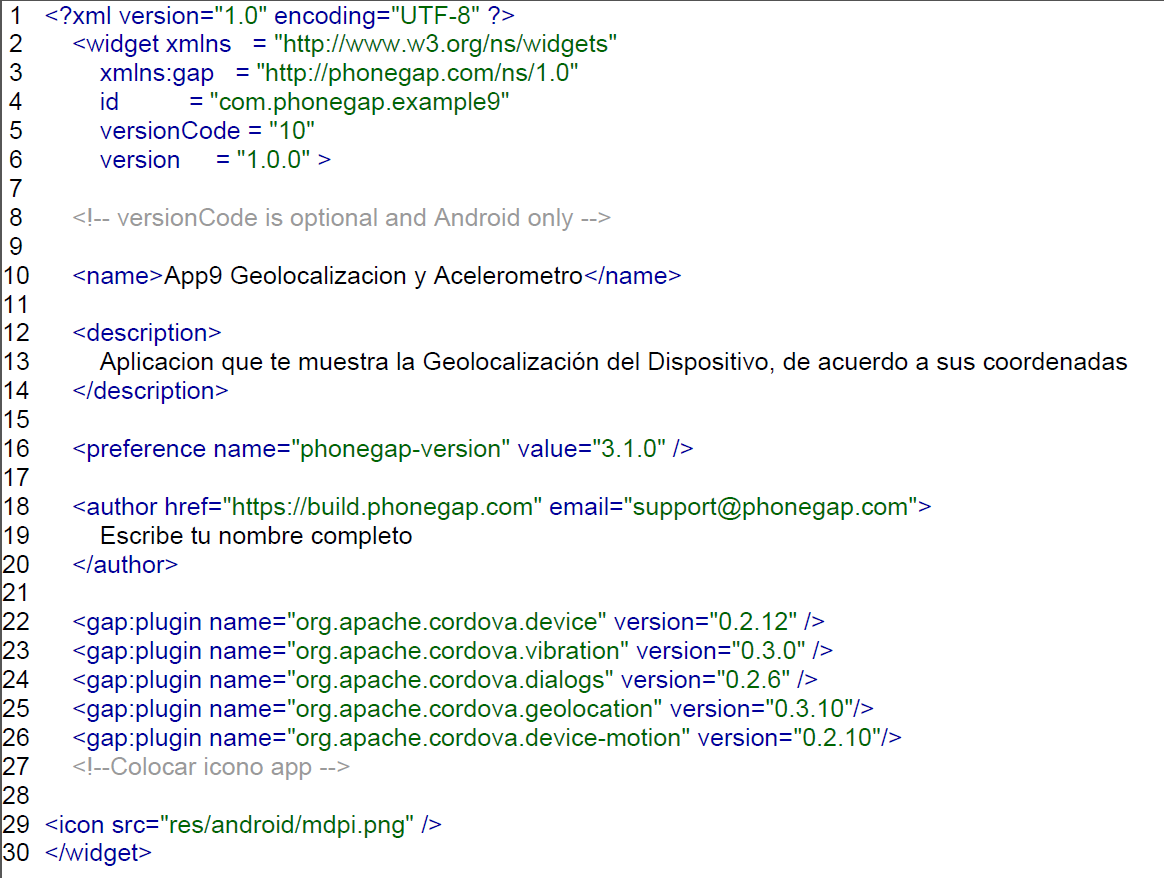 1 <?xml version="1.0" encoding="UTF-8" ?>
2 <widget xmlns = "http://www.w3.org/ns/widgets"
3 xmlns:gap = "http://phonegap.com/ns/1.0"
4 id = "com.phonegap.example9"
5 versionCode = "10"
6 version = "1.0.0" >
7
8 <!-- versionCode is optional and Android only -->
9
10 <name>App9 Geolocalizacion y Acelerometro</name>
11
12 <description>
13 Aplicacion que te muestra la Geolocalización del Dispositivo, de acuerdo a sus coordenadas
14 </description>
15
16 <preference name="phonegap-version" value="3.1.0" />
17
18 <author href="https://build.phonegap.com" email="support@phonegap.com">
19 Escribe tu nombre completo
20 </author>
21
22 <gap:plugin name="org.apache.cordova.device" version="0.2.12" />
23 <gap:plugin name="org.apache.cordova.vibration" version="0.3.0" />
24 <gap:plugin name="org.apache.cordova.dialogs" version="0.2.6" />
25 <gap:plugin name="org.apache.cordova.geolocation" version="0.3.10"/>
26 <gap:plugin name="org.apache.cordova.device-motion" version="0.2.10"/>
27 <!--Colocar icono app -->
28
29 <icon src="res/android/mdpi.png" />
30 </widget>